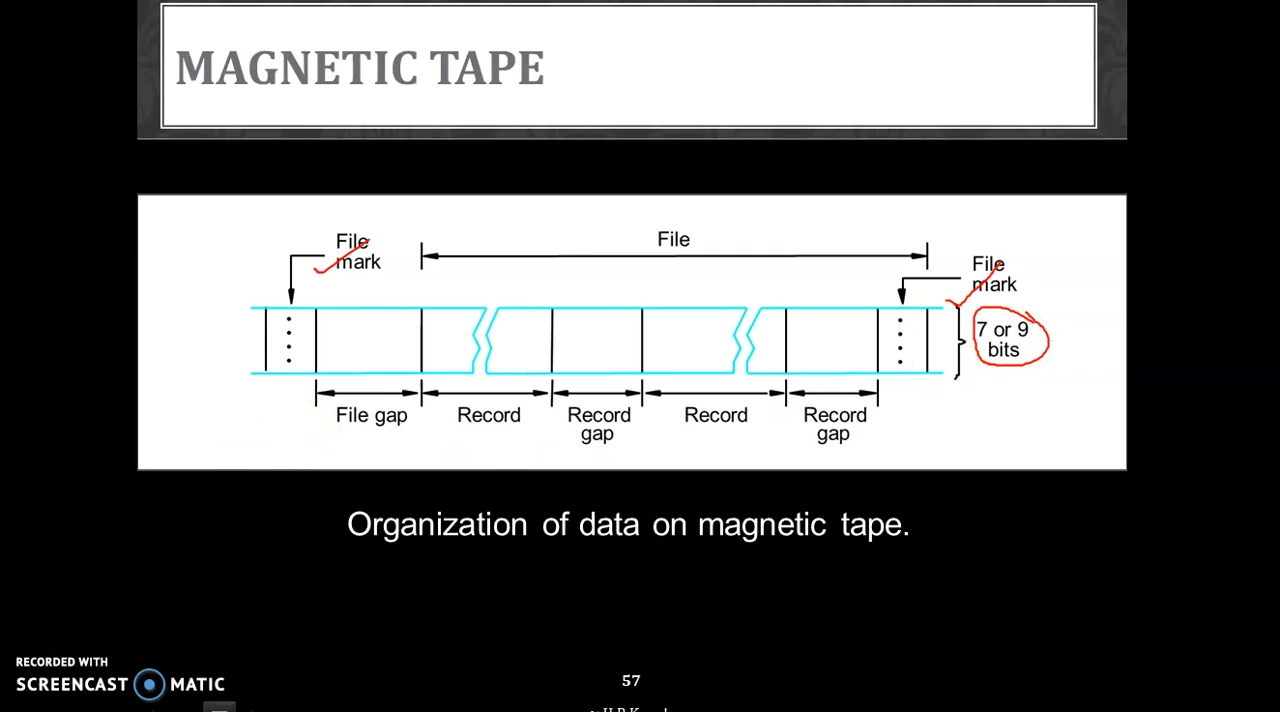 MAGNETIC TAPE
File
mark
File
File
mark
7 or 9
bits
File gap
Record
Record
gap
Record
Record
gap
Organization of data on magnetic tape.
RECORDED WITH
SCREENCAST MATIC
57